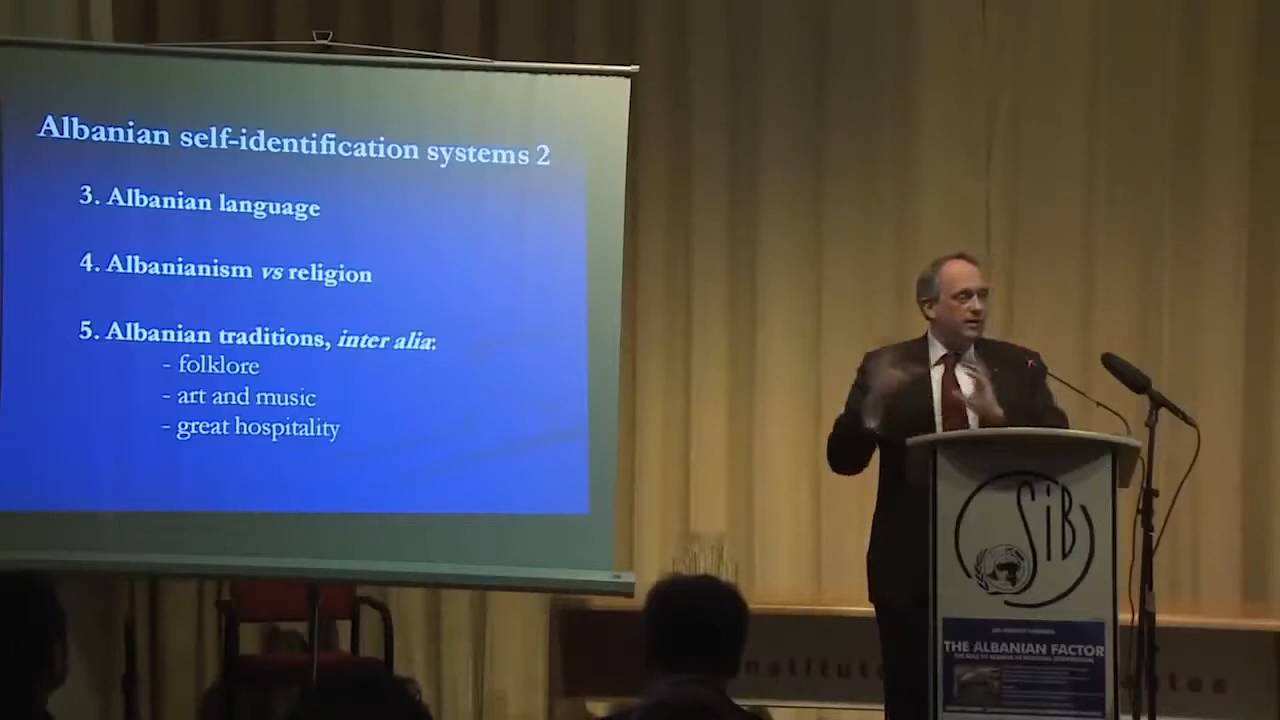 Albanian self-identification systems 2
3. Albanian language
4. Albanianism vs religion
5. Albanian traditions, inter alia:
- folklore
- art and music
- great hospitality
SiB
THE ALBANIAN FACTOR